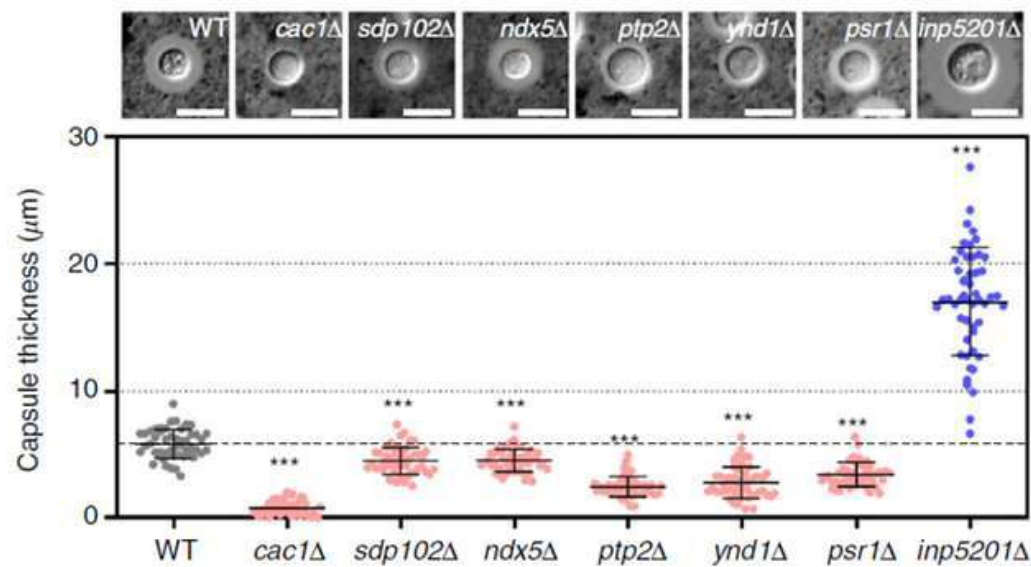 WT cac1Δ sdp102Δ ndx5Δ ptp2Δ ynd1Δ psr1Δ inp5201Δ
30
20
10
0
Capsule thickness (μm)
*** *** *** *** *** *** ***
WT cac1Δ sdp102Δ ndx5Δ ptp2Δ ynd1Δ psr1Δ inp5201Δ